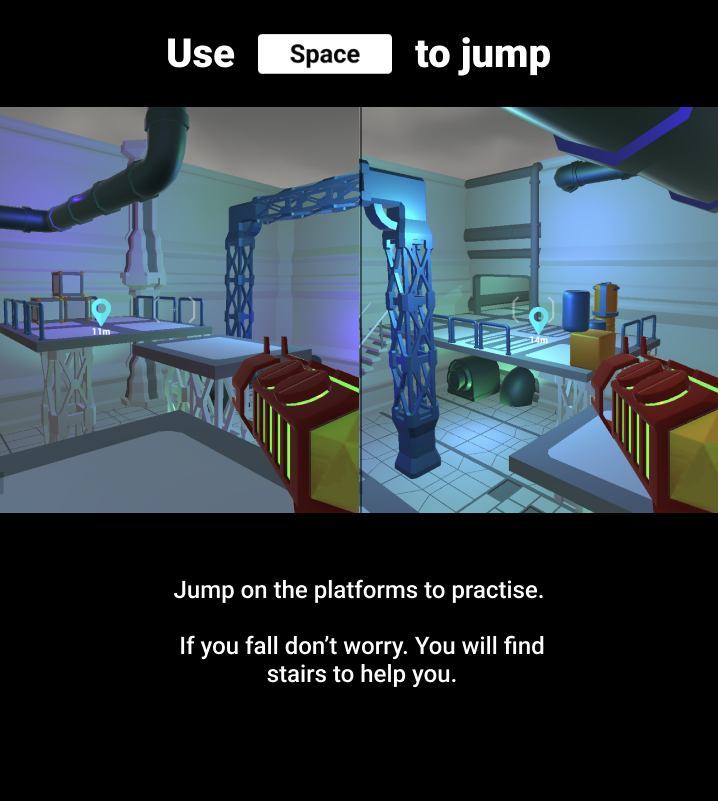 Use Space to jump
11m
14m
Jump on the platforms to practise.
If you fall don’t worry. You will find
stairs to help you.